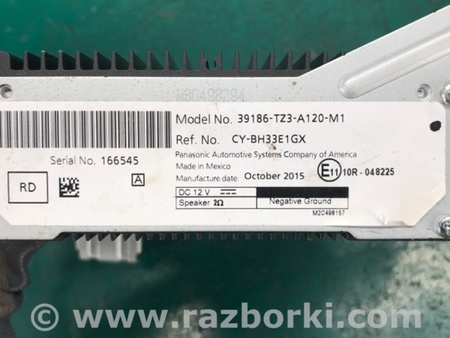 M8C498294
Model No. 39186-TZ3-A120-M1
Ref. No. CY-BH33E1GX
Panasonic Automotive Systems Company of America
Made in Mexico
Serial No. 166545
Manufacture date: October 2015
E11 10R - 048225
RD
A
DC 12 V
Speaker 2Ω
Negative Ground
M2C498157
© www.razborki.com